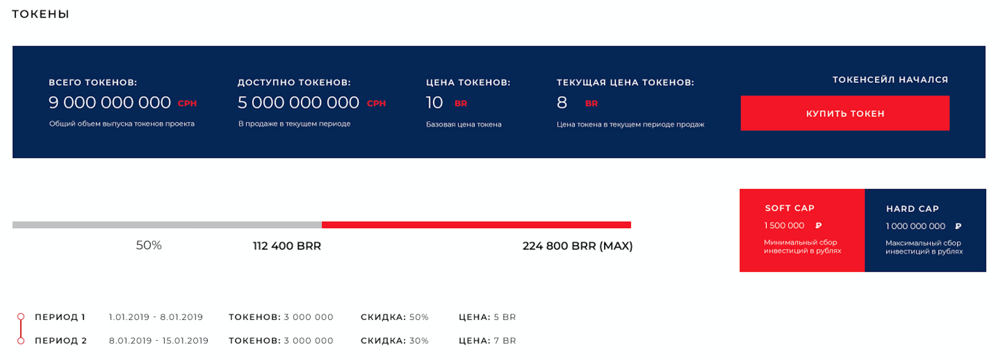 ТОКЕНЫ
ВСЕГО ТОКЕНОВ:
9 000 000 000 СРН
Общий объем выпуска токенов проекта
ДОСТУПНО ТОКЕНОВ:
5 000 000 000 СРН
В продаже в текущем периоде
ЦЕНА ТОКЕНОВ:
10 BR
Базовая цена токена
ТЕКУЩАЯ ЦЕНА ТОКЕНОВ:
8 BR
Цена токена в текущем периоде продаж
ТОКЕНСЕЙЛ НАЧАЛСЯ
КУПИТЬ ТОКЕН
50% 112 400 BRR 224 800 BRR (MAX)
SOFT CAP
1 500 000 ₽
Минимальный сбор
инвестиций в рублях
HARD CAP
1 000 000 000 ₽
Максимальный сбор
инвестиций в рублях
ПЕРИОД 1 1.01.2019 - 8.01.2019 ТОКЕНОВ: 3 000 000 СКИДКА: 50% ЦЕНА: 5 BR
ПЕРИОД 2 8.01.2019 - 15.01.2019 ТОКЕНОВ: 3 000 000 СКИДКА: 30% ЦЕНА: 7 BR